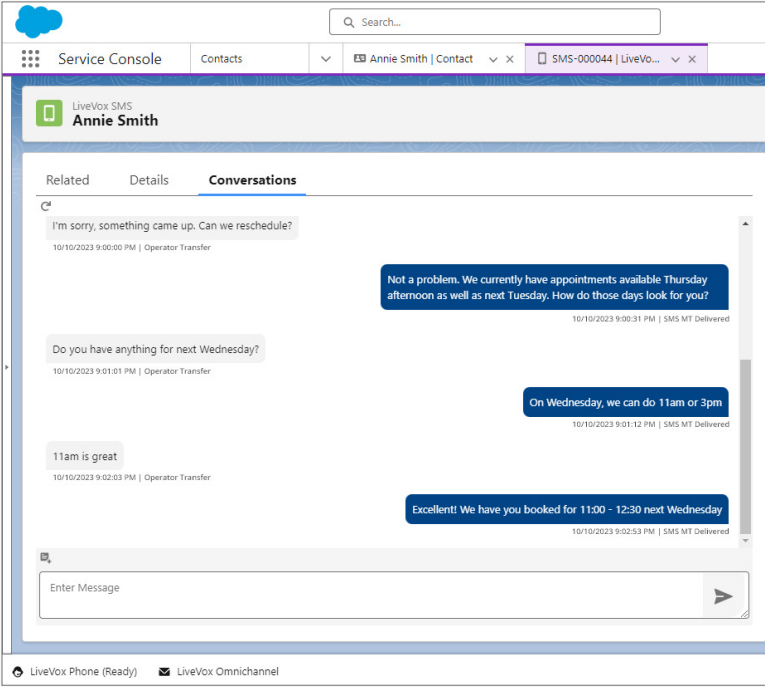 Search...
Service Console
Contacts
Annie Smith | Contact
SMS-000044 | LiveVo...
LiveVox SMS
Annie Smith
Related
Details
Conversations
I'm sorry, something came up. Can we reschedule?
10/10/2023 9:00:00 PM | Operator Transfer
Not a problem. We currently have appointments available Thursday
afternoon as well as next Tuesday. How do those days look for you?
10/10/2023 9:00:31 PM | SMS MT Delivered
Do you have anything for next Wednesday?
10/10/2023 9:01:01 PM | Operator Transfer
On Wednesday, we can do 11am or 3pm
10/10/2023 9:01:12 PM | SMS MT Delivered
11am is great
10/10/2023 9:02:03 PM | Operator Transfer
Excellent! We have you booked for 11:00 - 12:30 next Wednesday
10/10/2023 9:02:53 PM | SMS MT Delivered
Enter Message
LiveVox Phone (Ready)
LiveVox Omnichannel